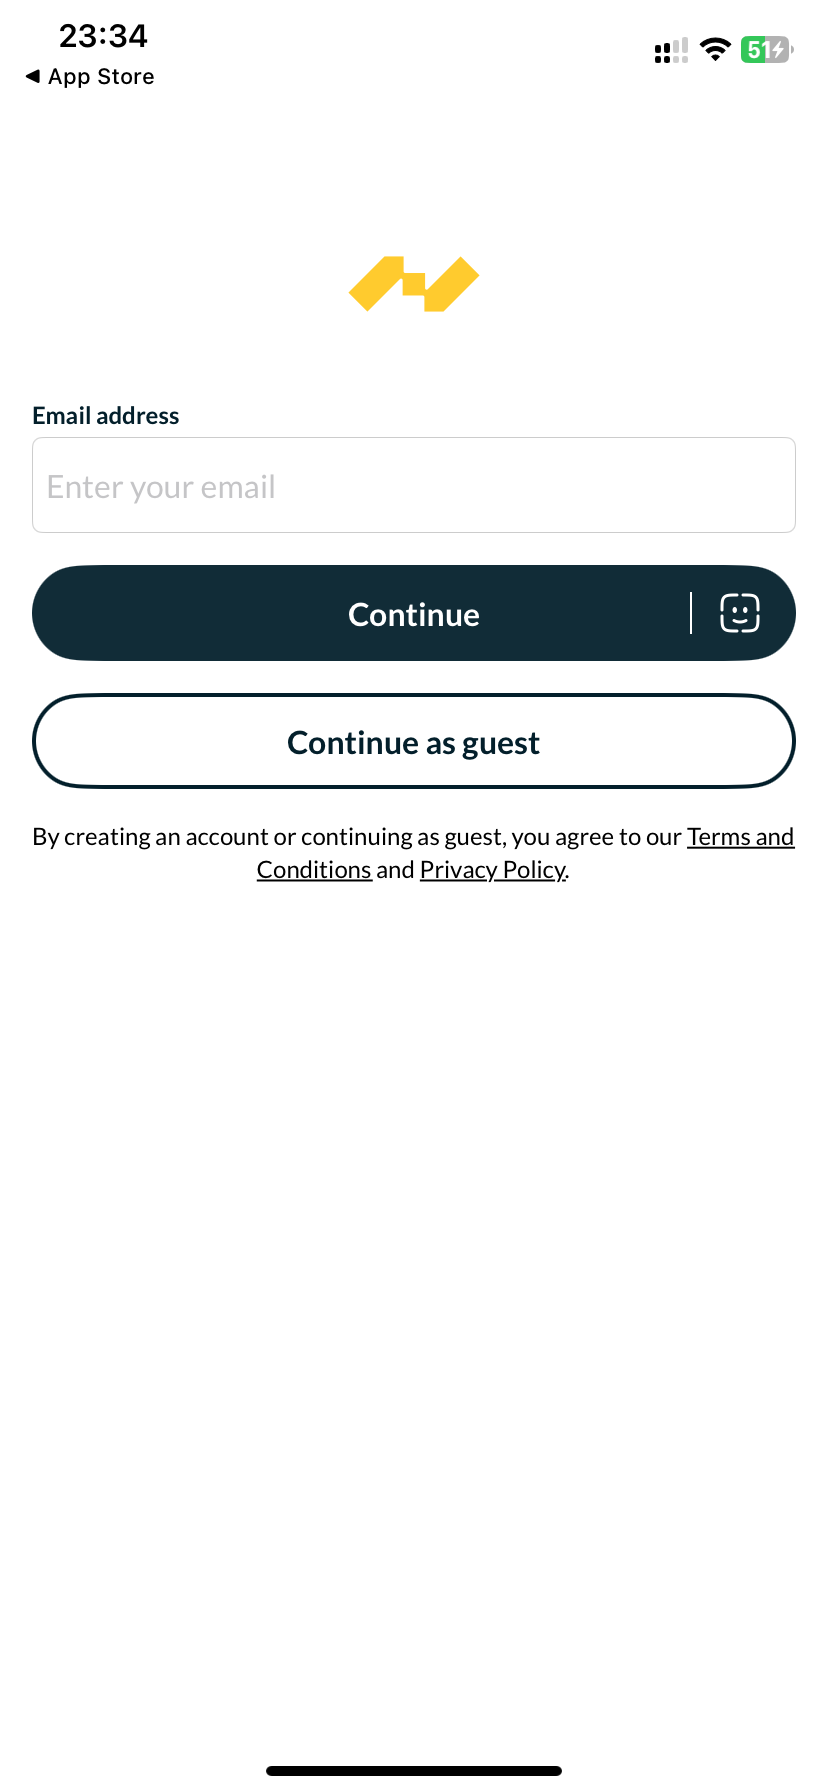 23:34
51
◀ App Store
Email address
Enter your email
Continue
Continue as guest
By creating an account or continuing as guest, you agree to our Terms and
Conditions and Privacy Policy.